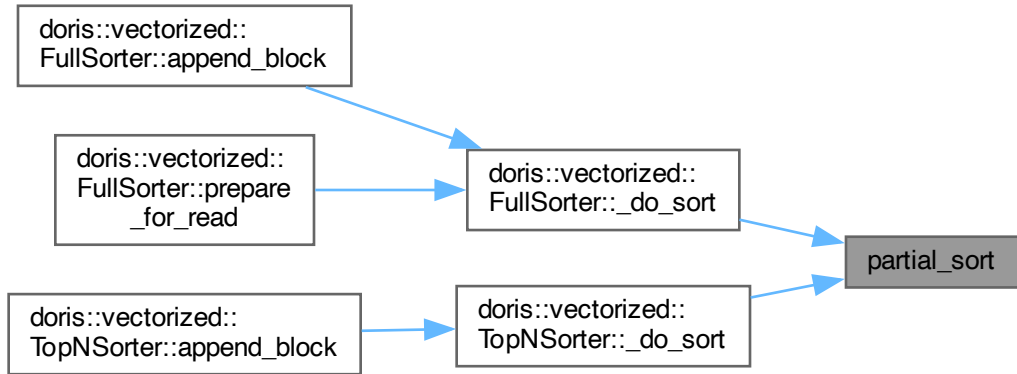 doris::vectorized::
FullSorter::append_block
doris::vectorized::
FullSorter::prepare
_for_read
doris::vectorized::
FullSorter::_do_sort
partial_sort
doris::vectorized::
TopNSorter::append_block
doris::vectorized::
TopNSorter::_do_sort